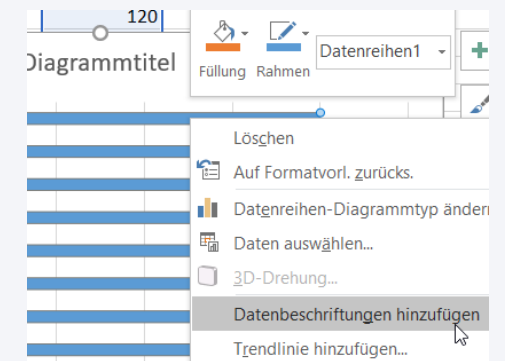 120
Diagrammtitel
Füllung Rahmen
Datenreihen1
Löschen
Auf Formatvorl. zurücks.
Datenreihen-Diagrammtyp änder
Daten auswählen...
3D-Drehung...
Datenbeschriftungen hinzufügen
Trendlinie hinzufügen...